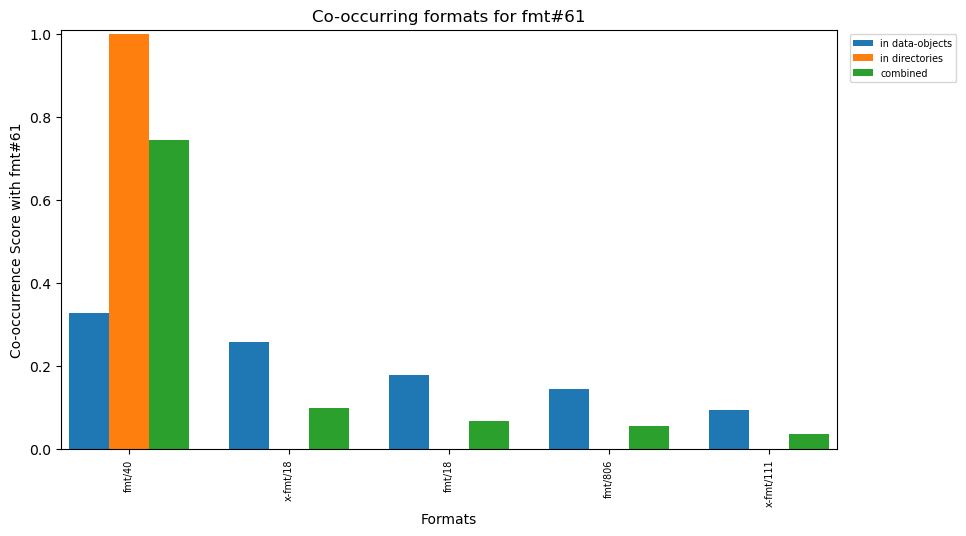 Co-occurring formats for fmt#61
in data-objects
in directories
combined
Co-occurrence Score with fmt#61
1.0
0.8
0.6
0.4
0.2
0.0
fmt/40
x-fmt/18
fmt/18
fmt/806
x-fmt/111
Formats